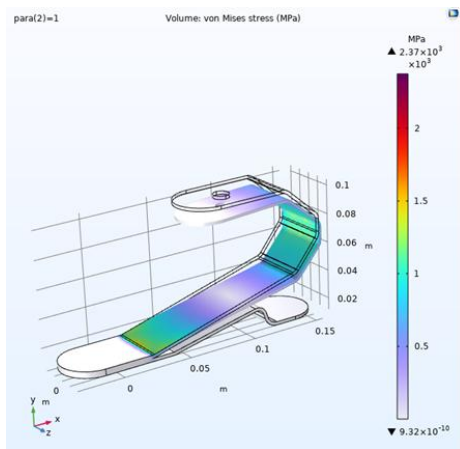 para(2)=1
Volume: von Mises stress (MPa)
MPa
▲ 2.37×10³
×10³
2
1.5
1
0.5
▼ 9.32×10⁻¹⁰
0.1
0.08
0.06
m
0.04
0.02
0.15
0.1
0.05
m
0
0
m
y
x
z